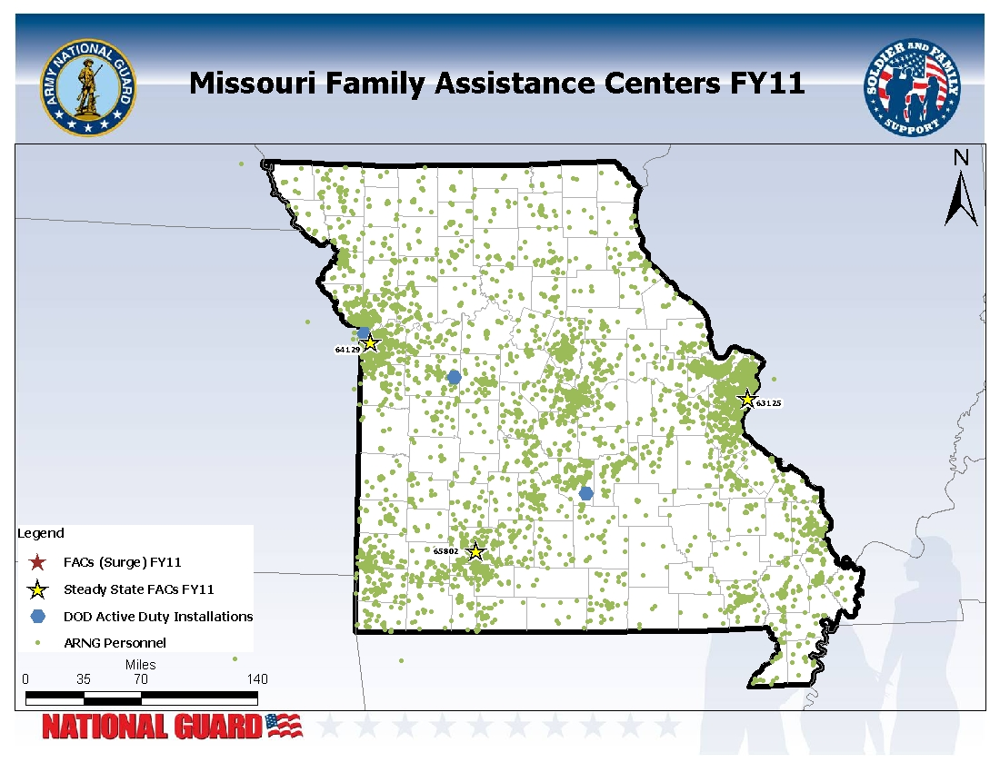 ARMY NATIONAL GUARD
Missouri Family Assistance Centers FY11
SOLDIER AND FAMILY
SUPPORT
N
64129
63125
65802
Legend
FACs (Surge) FY11
Steady State FACs FY11
DOD Active Duty Installations
ARNG Personnel
Miles
0 35 70 140
NATIONAL GUARD